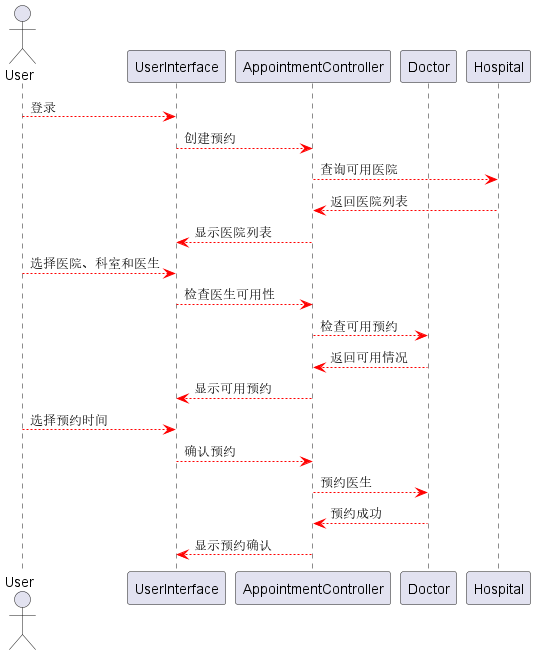 User
UserInterface
AppointmentController
Doctor
Hospital
登录
创建预约
查询可用医院
返回医院列表
显示医院列表
选择医院、科室和医生
检查医生可用性
检查可用预约
返回可用情况
显示可用预约
选择预约时间
确认预约
预约医生
预约成功
显示预约确认
User
UserInterface
AppointmentController
Doctor
Hospital